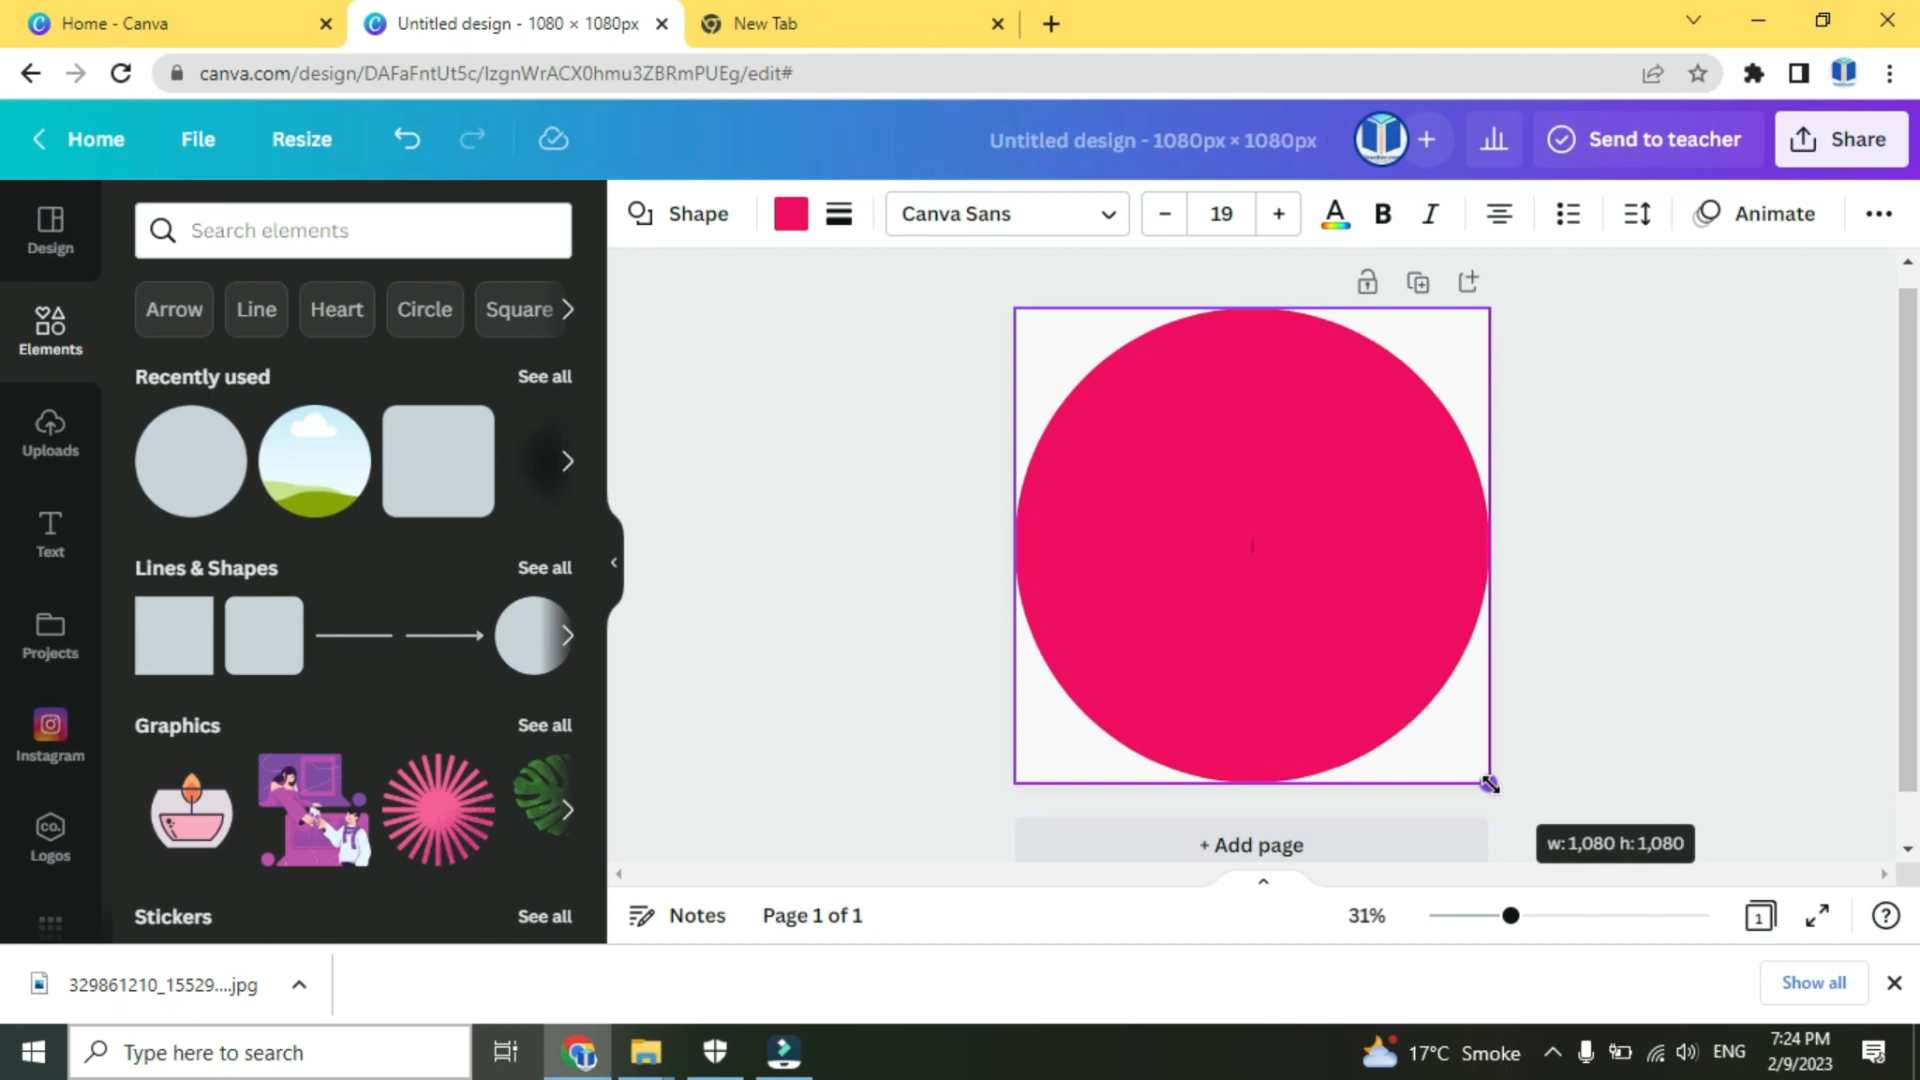 Home - Canva
Untitled design - 1080 × 1080px
New Tab
canva.com/design/DAFaFntUt5c/IzgnWrACX0hmu3ZBRmPUEg/edit#
Home
File
Resize
Untitled design - 1080px × 1080px
Send to teacher
Share
Design
Elements
Uploads
Text
Projects
Instagram
CO.
Logos
Search elements
Arrow
Line
Heart
Circle
Square
Recently used
See all
Lines & Shapes
See all
Graphics
See all
Stickers
See all
Shape
Canva Sans
19
A
B
I
Animate
+ Add page
w: 1,080 h: 1,080
Notes
Page 1 of 1
31%
1
329861210_15529....jpg
Show all
Type here to search
17°C Smoke
ENG
7:24 PM
2/9/2023